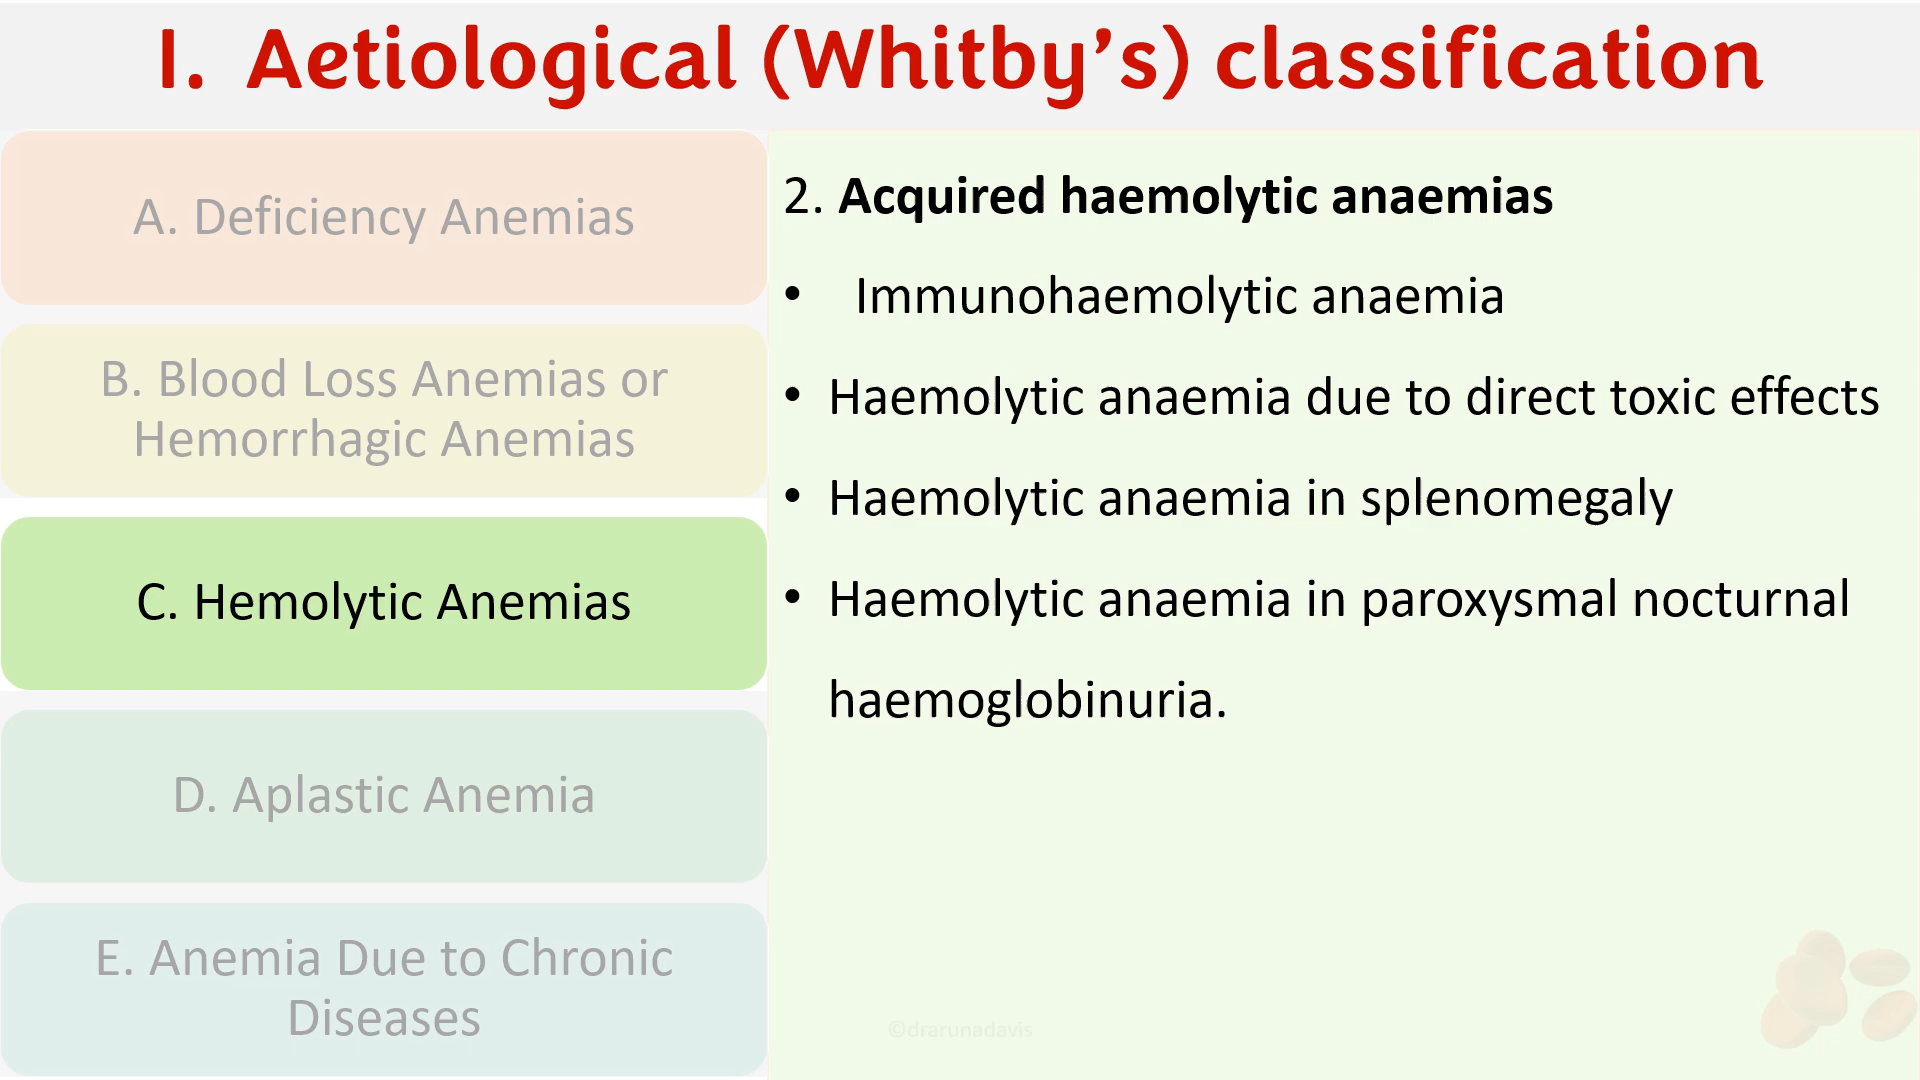 I. Aetiological (Whitby’s) classification
A. Deficiency Anemias
B. Blood Loss Anemias or
Hemorrhagic Anemias
C. Hemolytic Anemias
D. Aplastic Anemia
E. Anemia Due to Chronic
Diseases
2. Acquired haemolytic anaemias
• Immunohaemolytic anaemia
• Haemolytic anaemia due to direct toxic effects
• Haemolytic anaemia in splenomegaly
• Haemolytic anaemia in paroxysmal nocturnal
haemoglobinuria.
©drarunadavis